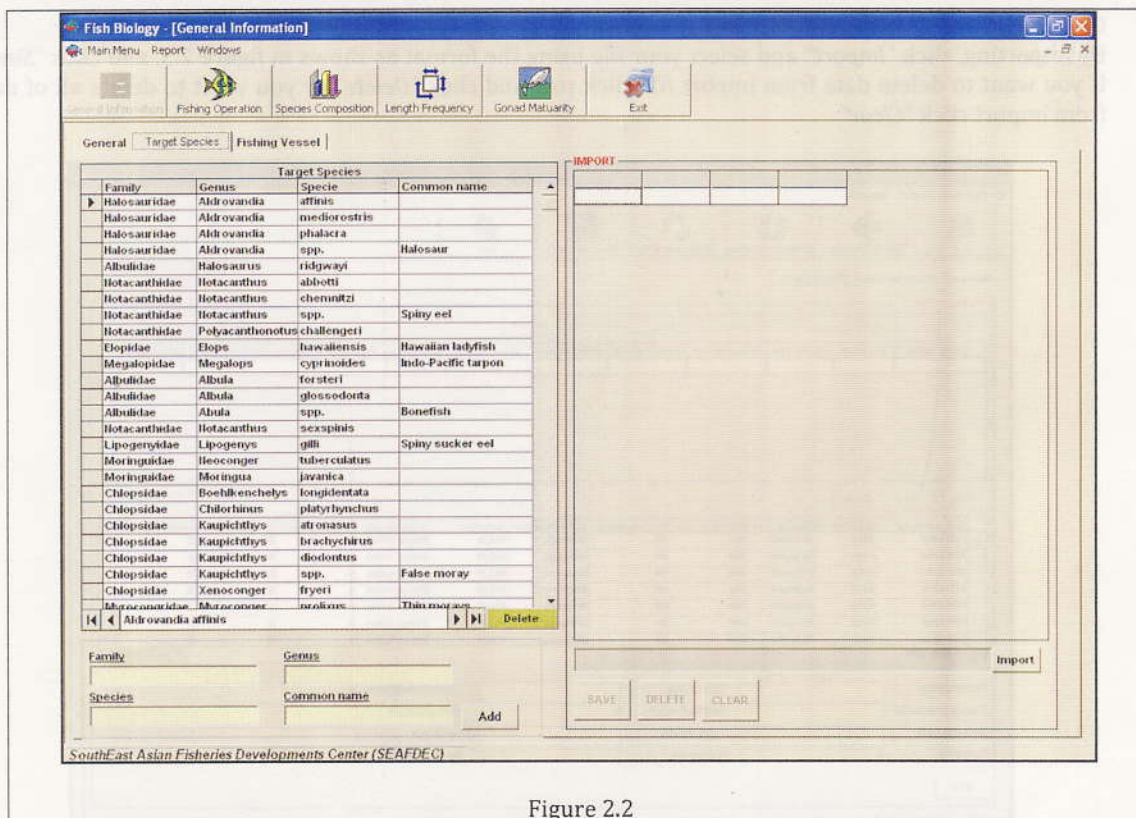 Fish Biology - [General Information]
Main Menu Report Windows
General Information Fishing Operation Species Composition Length Frequency Gonad Matuarity Exit
General Target Species Fishing Vessel
Target Species
Family Genus Specie Common name
Halosauridae Aldrovandia affinis
Halosauridae Aldrovandia mediorostris
Halosauridae Aldrovandia phalacra
Halosauridae Aldrovandia spp. Halosaur
Albulidae Halosaurus ridgwayi
Notacanthidae Notacanthus abbotti
Notacanthidae Notacanthus chemnitzi
Notacanthidae Notacanthus spp. Spiny eel
Notacanthidae Polyacanthonotus challengeri
Elopidae Elops hawaiiensis Hawaiian ladyfish
Megalopidae Megalops cyprinoides Indo-Pacific tarpon
Albulidae Albula forsteri
Albulidae Albula glossodonta
Albulidae Abula spp. Bonefish
Notacanthidae Notacanthus sexspinis
Lipogenyidae Lipogenys gilli Spiny sucker eel
Moringuidae Neoconger tuberculatus
Moringuidae Moringua javanica
Chlopsidae Boehlkenchelys longidentata
Chlopsidae Chilorhinus platyrhynchus
Chlopsidae Kaupichthys atronasus
Chlopsidae Kaupichthys brachychirus
Chlopsidae Kaupichthys diodontus
Chlopsidae Kaupichthys spp. False moray
Chlopsidae Xenoconger fryeri
Myrocongridae Myroconger prolixus Thin morays
Aldrovandia affinis Delete
Family Genus
Species Common name
Add
IMPORT
Import
SAVE DELETE CLEAR
SouthEast Asian Fisheries Developments Center (SEAFDEC)
Figure 2.2